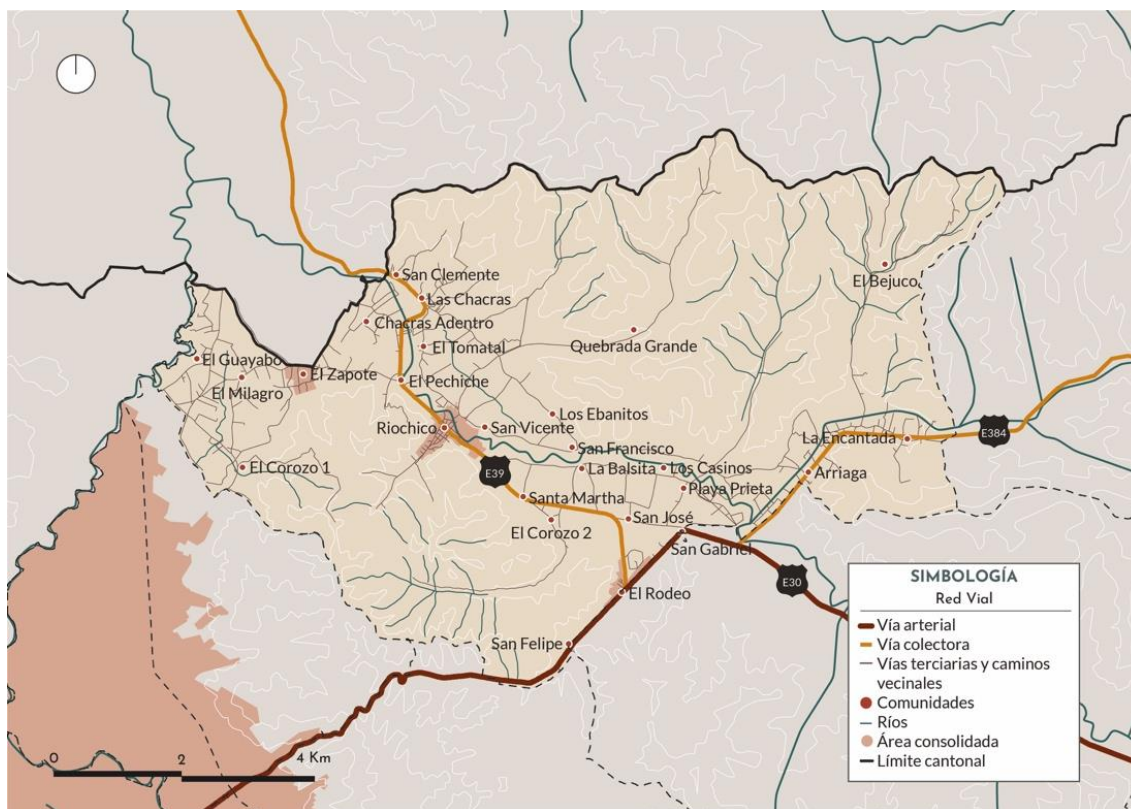 San Clemente
Las Chacras
El Bejuco
Chacras Adentro
El Tomatal
Quebrada Grande
El Guayabo
El Zapote
El Milagro
El Pechiche
Los Ebanitos
Riochico
San Vicente
La Encantada
E384
San Francisco
El Corozo 1
E39
La Balsita
Los Casinos
Arriaga
Playa Prieta
Santa Martha
San José
El Corozo 2
San Gabriel
E30
El Rodeo
San Felipe
SIMBOLOGÍA
Red Vial
Vía arterial
Vía colectora
Vías terciarias y caminos
vecinales
Comunidades
Ríos
Área consolidada
Límite cantonal
0 2 4 Km